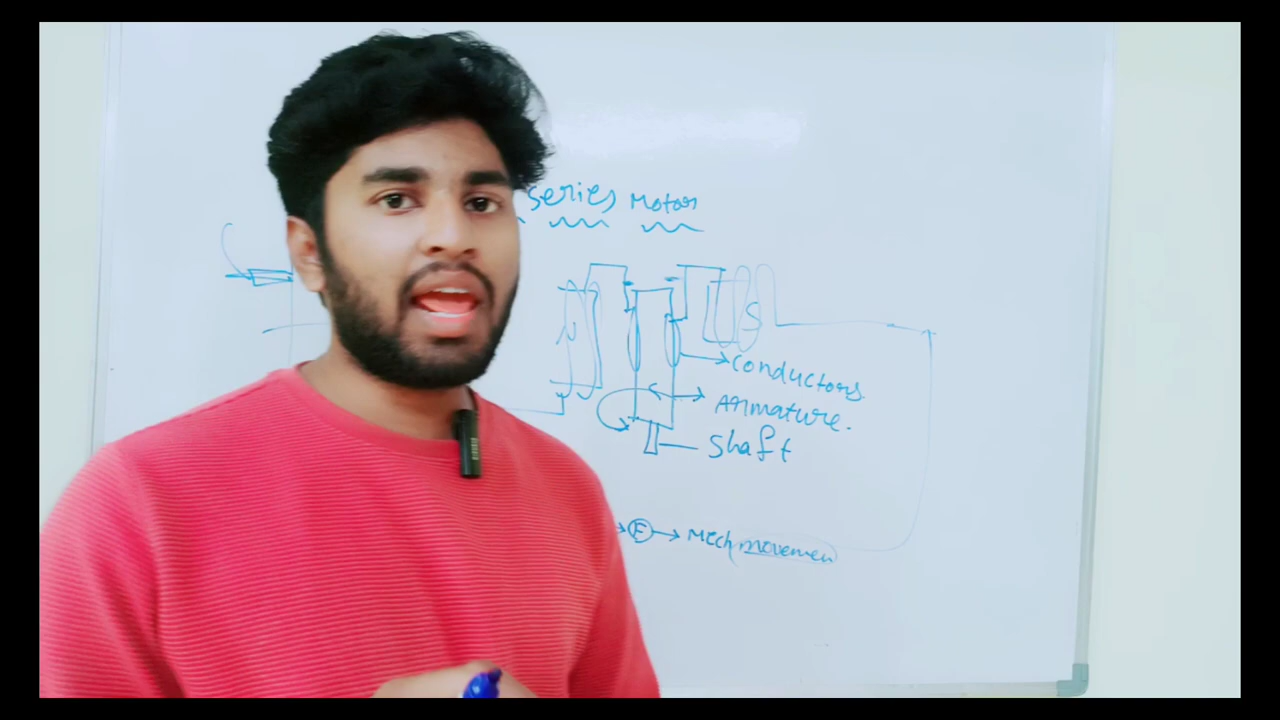 Series Motor
N
S
Conductors
Armature.
Shaft
F → Mech movemen